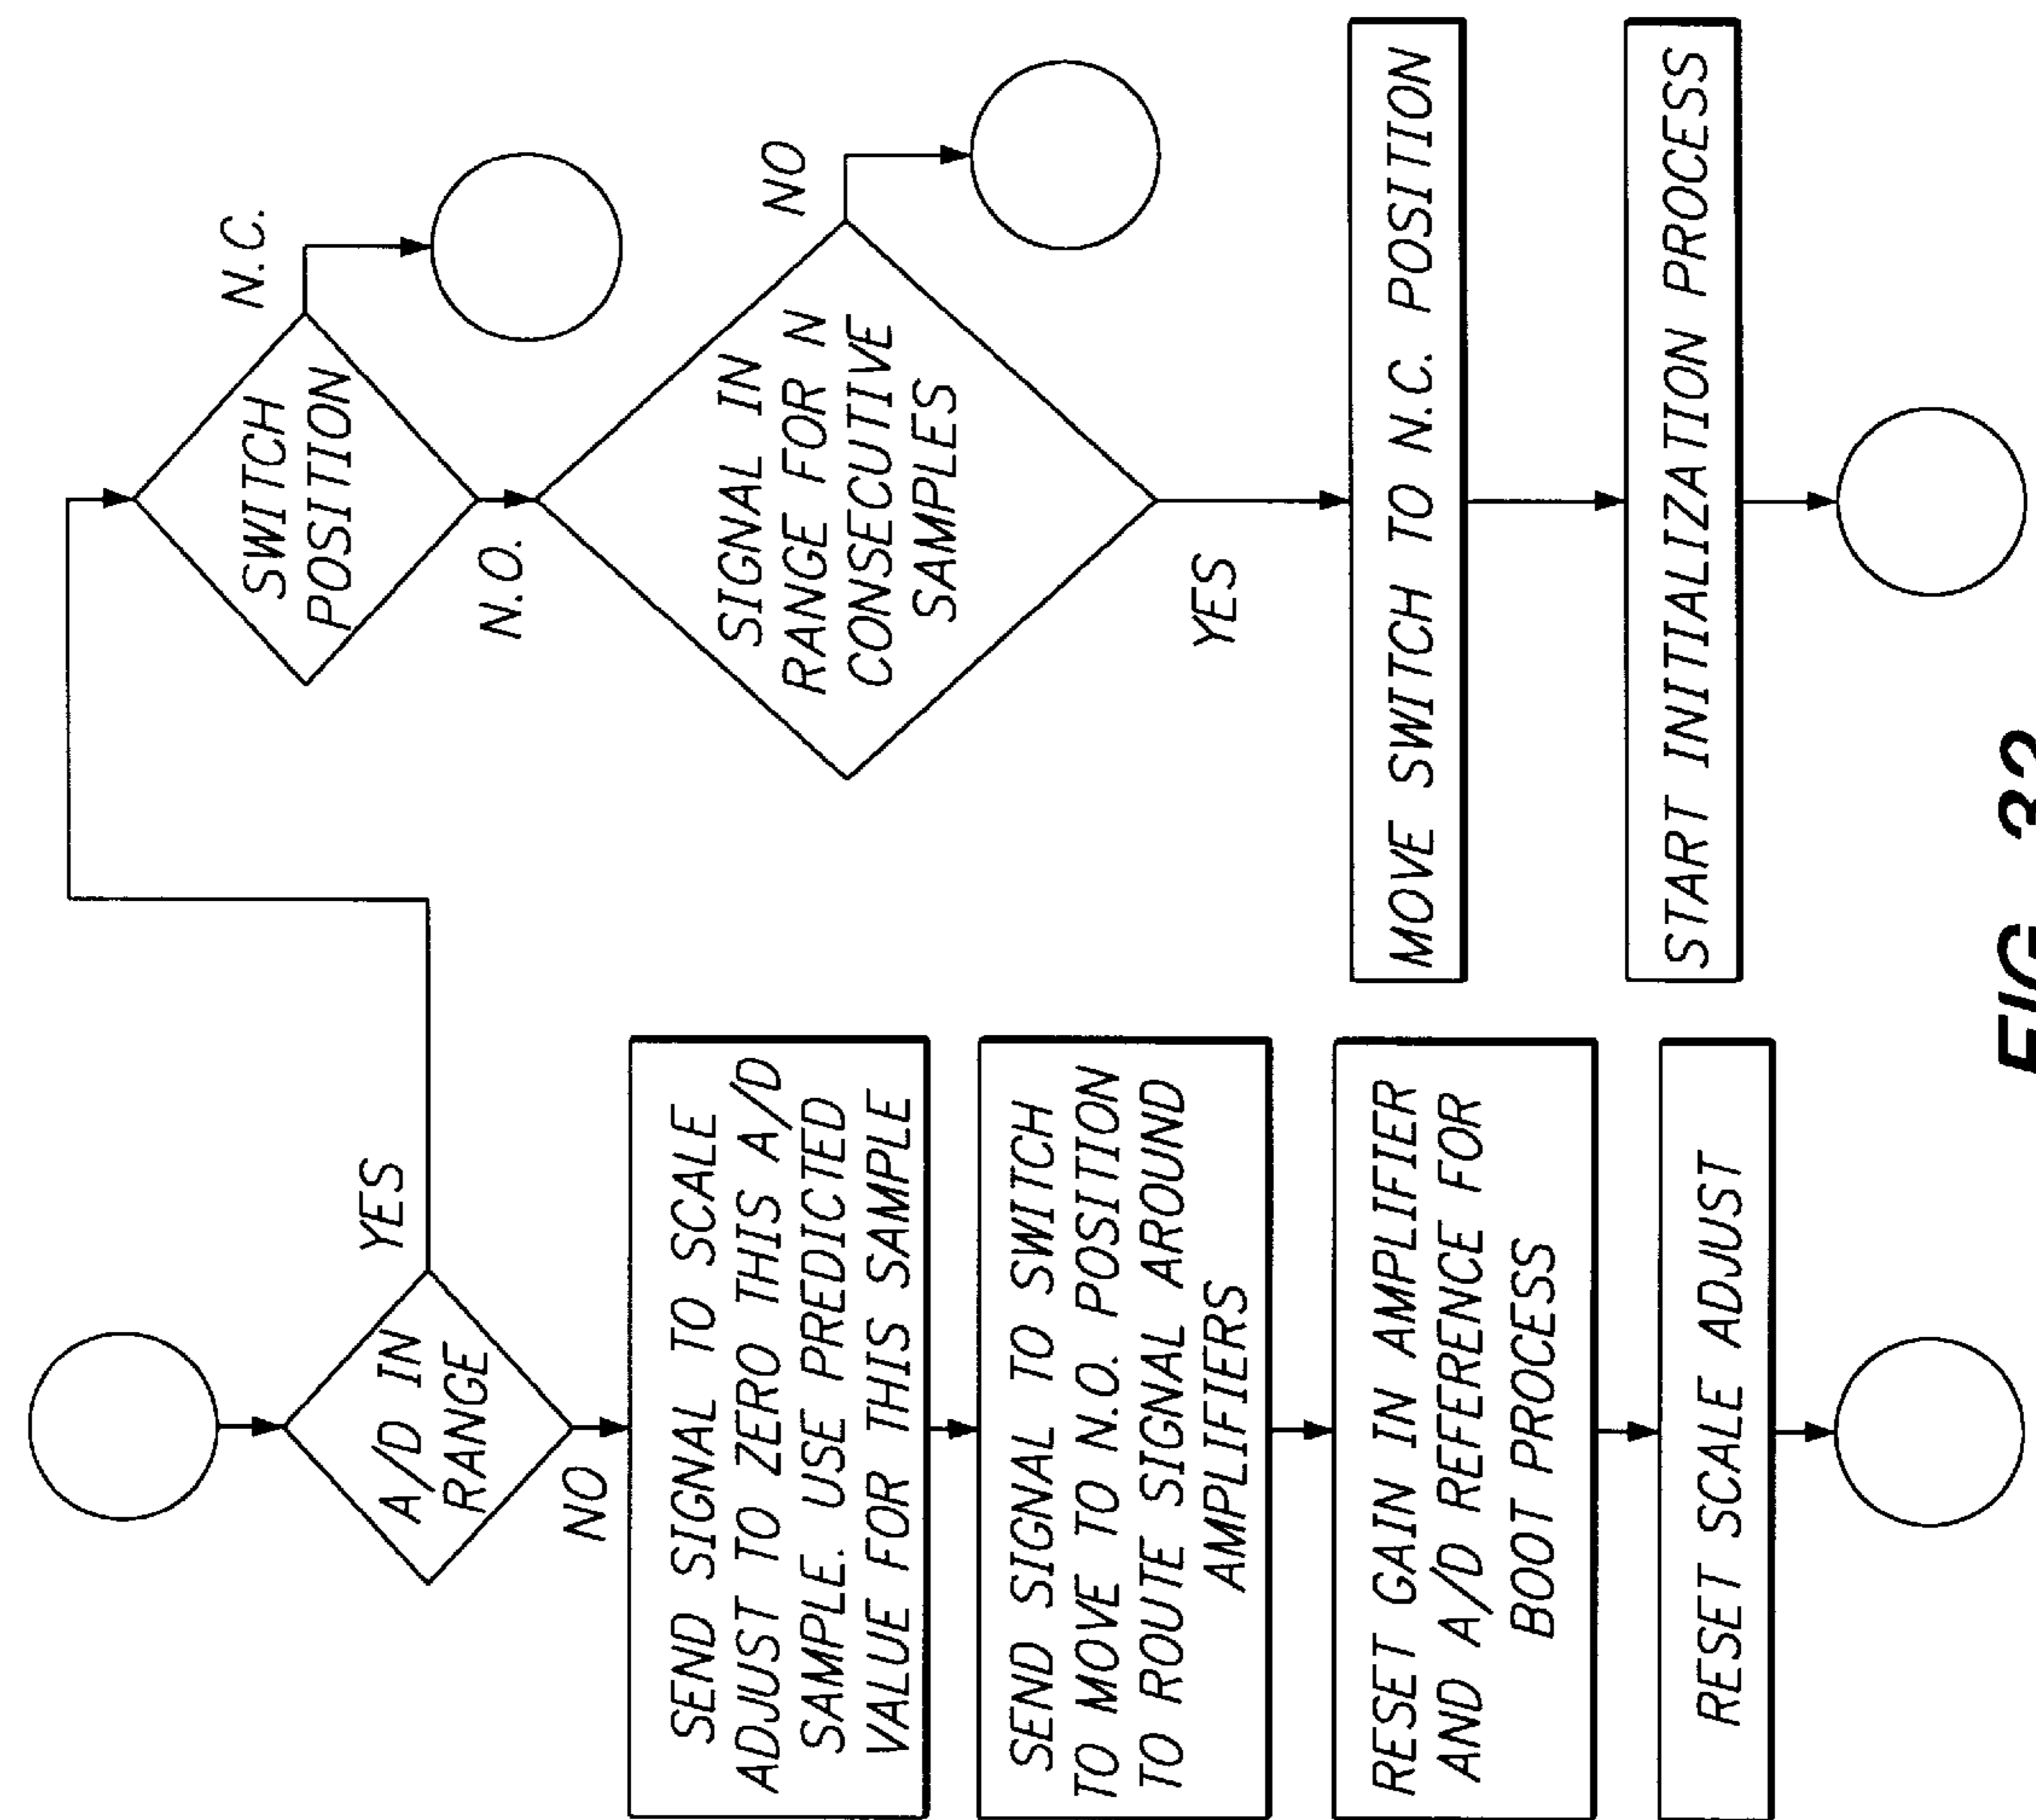 A/D IN
RANGE
YES
NO
SEND SIGNAL TO SCALE
ADJUST TO ZERO THIS A/D
SAMPLE. USE PREDICTED
VALUE FOR THIS SAMPLE
SEND SIGNAL TO SWITCH
TO MOVE TO N.O. POSITION
TO ROUTE SIGNAL AROUND
AMPLIFIERS
RESET GAIN IN AMPLIFIER
AND A/D REFERENCE FOR
BOOT PROCESS
RESET SCALE ADJUST
SWITCH
POSITION
N.C.
N.O.
SIGNAL IN
RANGE FOR N
CONSECUTIVE
SAMPLES
NO
YES
MOVE SWITCH TO N.C. POSITION
START INITIALIZATION PROCESS
FIG. 32